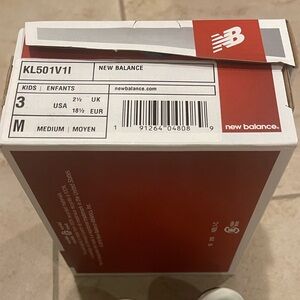 NB
KL501V1I
NEW BALANCE
KIDS | ENFANTS
newbalance.com
3
USA
2½ UK
18½ EUR
M
MEDIUM | MOYEN
1 91264 04808 9
new balance.